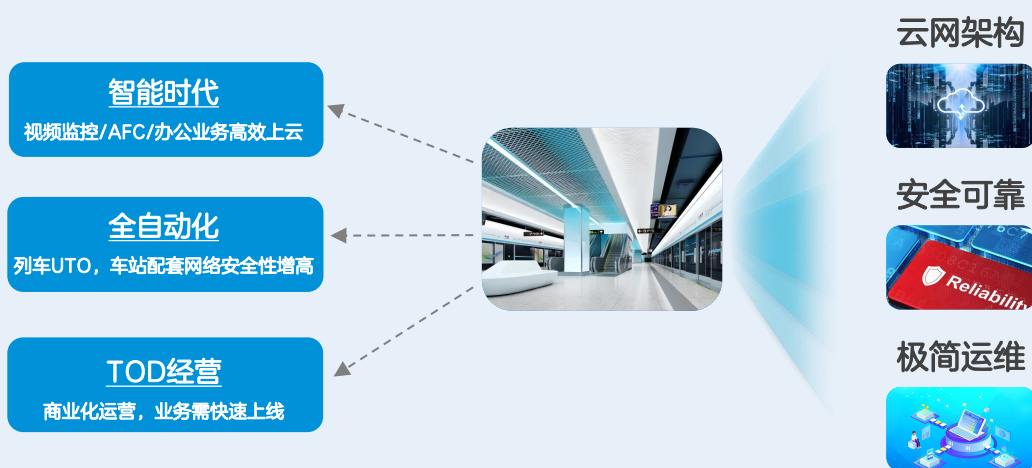 云网架构
智能时代
视频监控/AFC/办公业务高效上云
安全可靠
全自动化
列车UTO，车站配套网络安全性增高
Reliability
极简运维
TOD经营
商业化运营，业务需快速上线